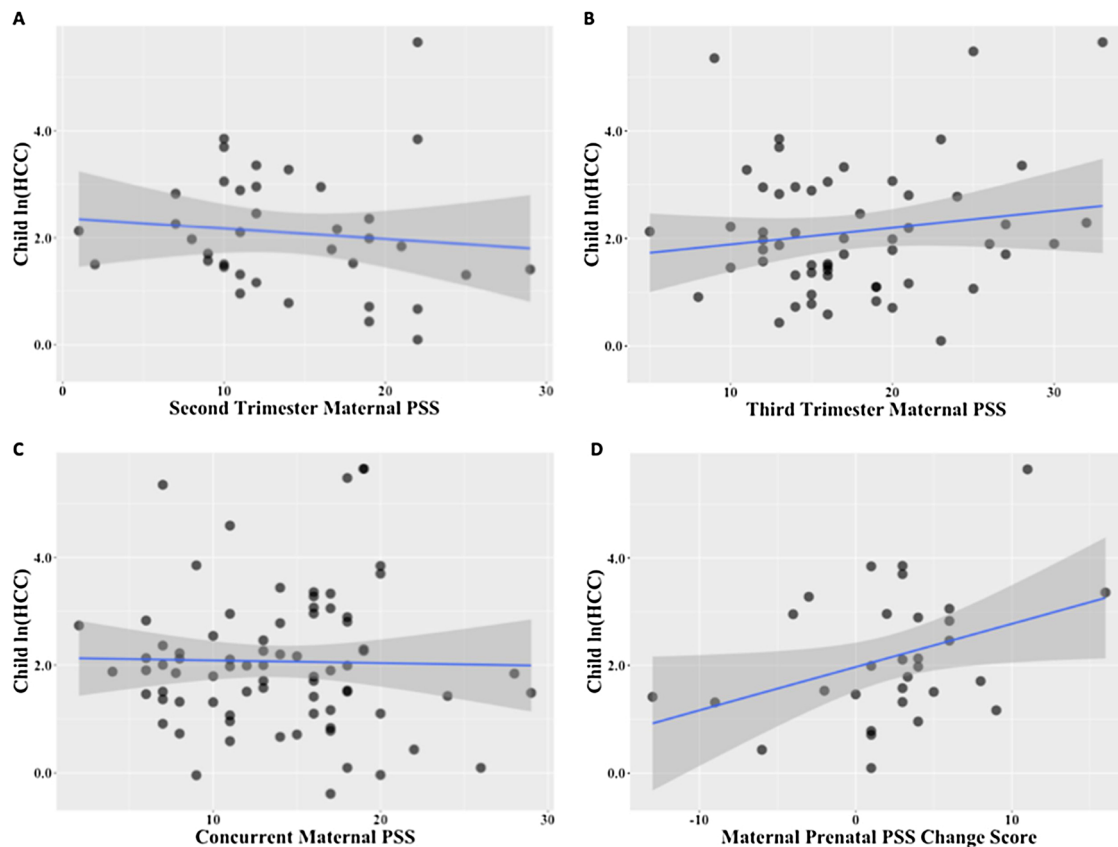 A
Child ln(HCC)
4.0
2.0
0.0
0 10 20 30
Second Trimester Maternal PSS
B
Child ln(HCC)
4.0
2.0
0.0
10 20 30
Third Trimester Maternal PSS
C
Child ln(HCC)
4.0
2.0
0.0
10 20 30
Concurrent Maternal PSS
D
Child ln(HCC)
4.0
2.0
0.0
-10 0 10
Maternal Prenatal PSS Change Score